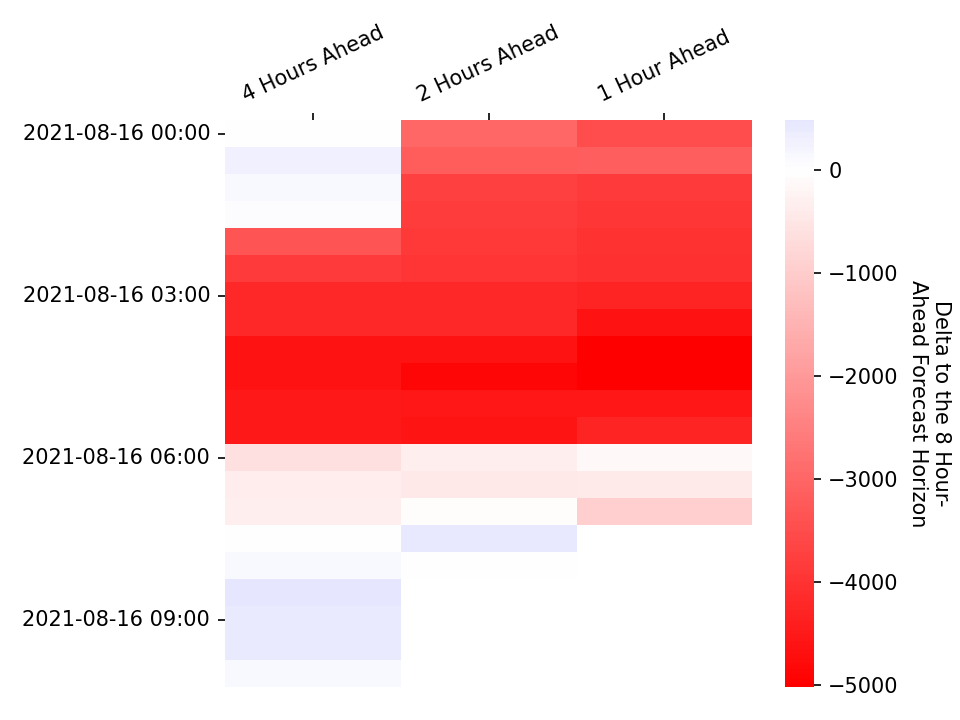 4 Hours Ahead
2 Hours Ahead
1 Hour Ahead
2021-08-16 00:00
2021-08-16 03:00
2021-08-16 06:00
2021-08-16 09:00
0
−1000
−2000
−3000
−4000
−5000
Delta to the 8 Hour-
Ahead Forecast Horizon